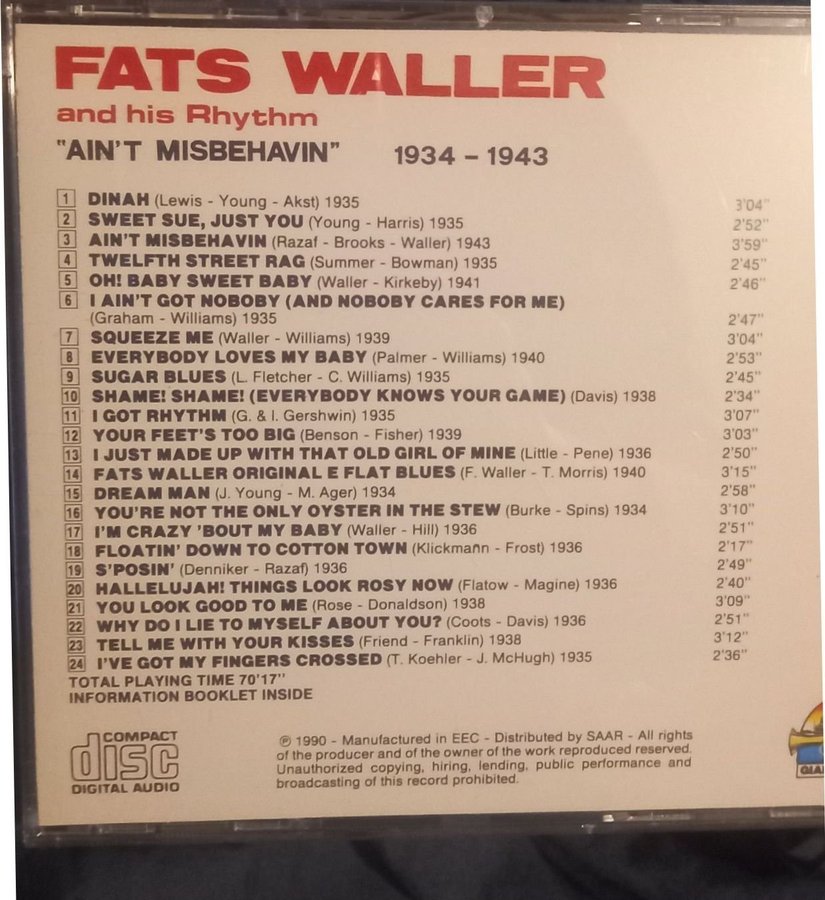 FATS WALLER
and his Rhythm
"AIN'T MISBEHAVIN" 1934 - 1943
1 DINAH (Lewis - Young - Akst) 1935 3'04"
2 SWEET SUE, JUST YOU (Young - Harris) 1935 2'52"
3 AIN'T MISBEHAVIN (Razaf - Brooks - Waller) 1943 3'59"
4 TWELFTH STREET RAG (Summer - Bowman) 1935 2'45"
5 OH! BABY SWEET BABY (Waller - Kirkeby) 1941 2'46"
6 I AIN'T GOT NOBOBY (AND NOBOBY CARES FOR ME)
(Graham - Williams) 1935 2'47"
7 SQUEEZE ME (Waller - Williams) 1939 3'04"
8 EVERYBODY LOVES MY BABY (Palmer - Williams) 1940 2'53"
9 SUGAR BLUES (L. Fletcher - C. Williams) 1935 2'45"
10 SHAME! SHAME! (EVERYBODY KNOWS YOUR GAME) (Davis) 1938 2'34"
11 I GOT RHYTHM (G. & I. Gershwin) 1935 3'07"
12 YOUR FEET'S TOO BIG (Benson - Fisher) 1939 3'03"
13 I JUST MADE UP WITH THAT OLD GIRL OF MINE (Little - Pene) 1936 2'50"
14 FATS WALLER ORIGINAL E FLAT BLUES (F. Waller - T. Morris) 1940 3'15"
15 DREAM MAN (J. Young - M. Ager) 1934 2'58"
16 YOU'RE NOT THE ONLY OYSTER IN THE STEW (Burke - Spins) 1934 3'10"
17 I'M CRAZY 'BOUT MY BABY (Waller - Hill) 1936 2'51"
18 FLOATIN' DOWN TO COTTON TOWN (Klickmann - Frost) 1936 2'17"
19 S'POSIN' (Denniker - Razaf) 1936 2'49"
20 HALLELUJAH! THINGS LOOK ROSY NOW (Flatow - Magine) 1936 2'40"
21 YOU LOOK GOOD TO ME (Rose - Donaldson) 1938 3'09"
22 WHY DO I LIE TO MYSELF ABOUT YOU? (Coots - Davis) 1936 2'51"
23 TELL ME WITH YOUR KISSES (Friend - Franklin) 1938 3'12"
24 I'VE GOT MY FINGERS CROSSED (T. Koehler - J. McHugh) 1935 2'36"
TOTAL PLAYING TIME 70'17"
INFORMATION BOOKLET INSIDE
COMPACT
disc
DIGITAL AUDIO
℗ 1990 - Manufactured in EEC - Distributed by SAAR - All rights
of the producer and of the owner of the work reproduced reserved.
Unauthorized copying, hiring, lending, public performance and
broadcasting of this record prohibited.